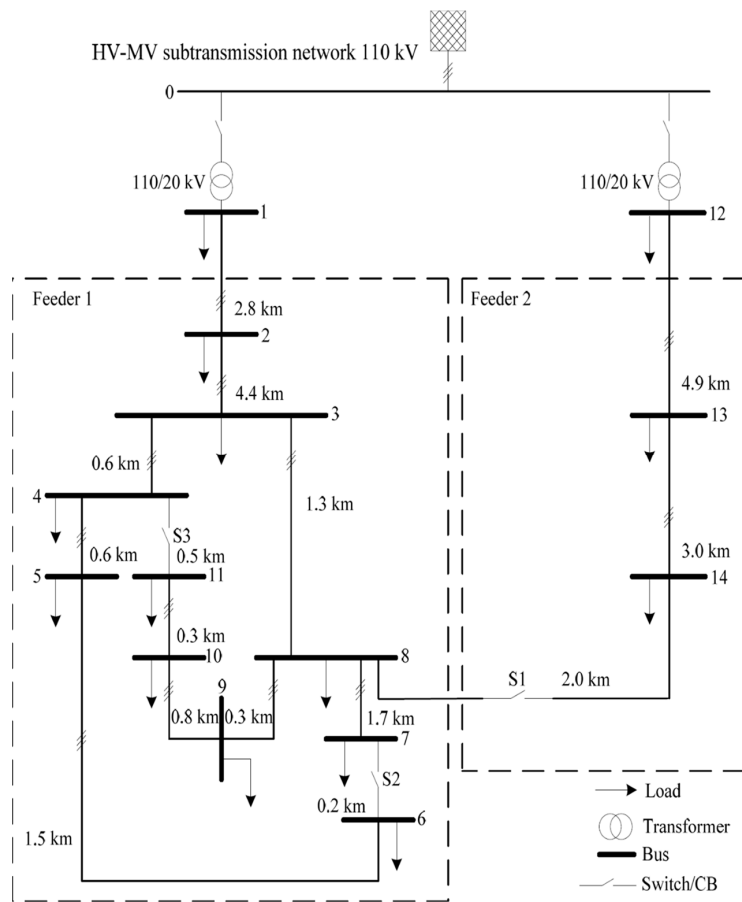 HV-MV subtransmission network 110 kV
0
110/20 kV
110/20 kV
1
12
Feeder 1
Feeder 2
2.8 km
2
4.4 km
4.9 km
3
13
0.6 km
4
1.3 km
S3
0.6 km
0.5 km
3.0 km
5
11
14
0.3 km
10
8
9
S1
2.0 km
0.8 km
0.3 km
1.7 km
7
S2
0.2 km
6
1.5 km
Load
Transformer
Bus
Switch/CB